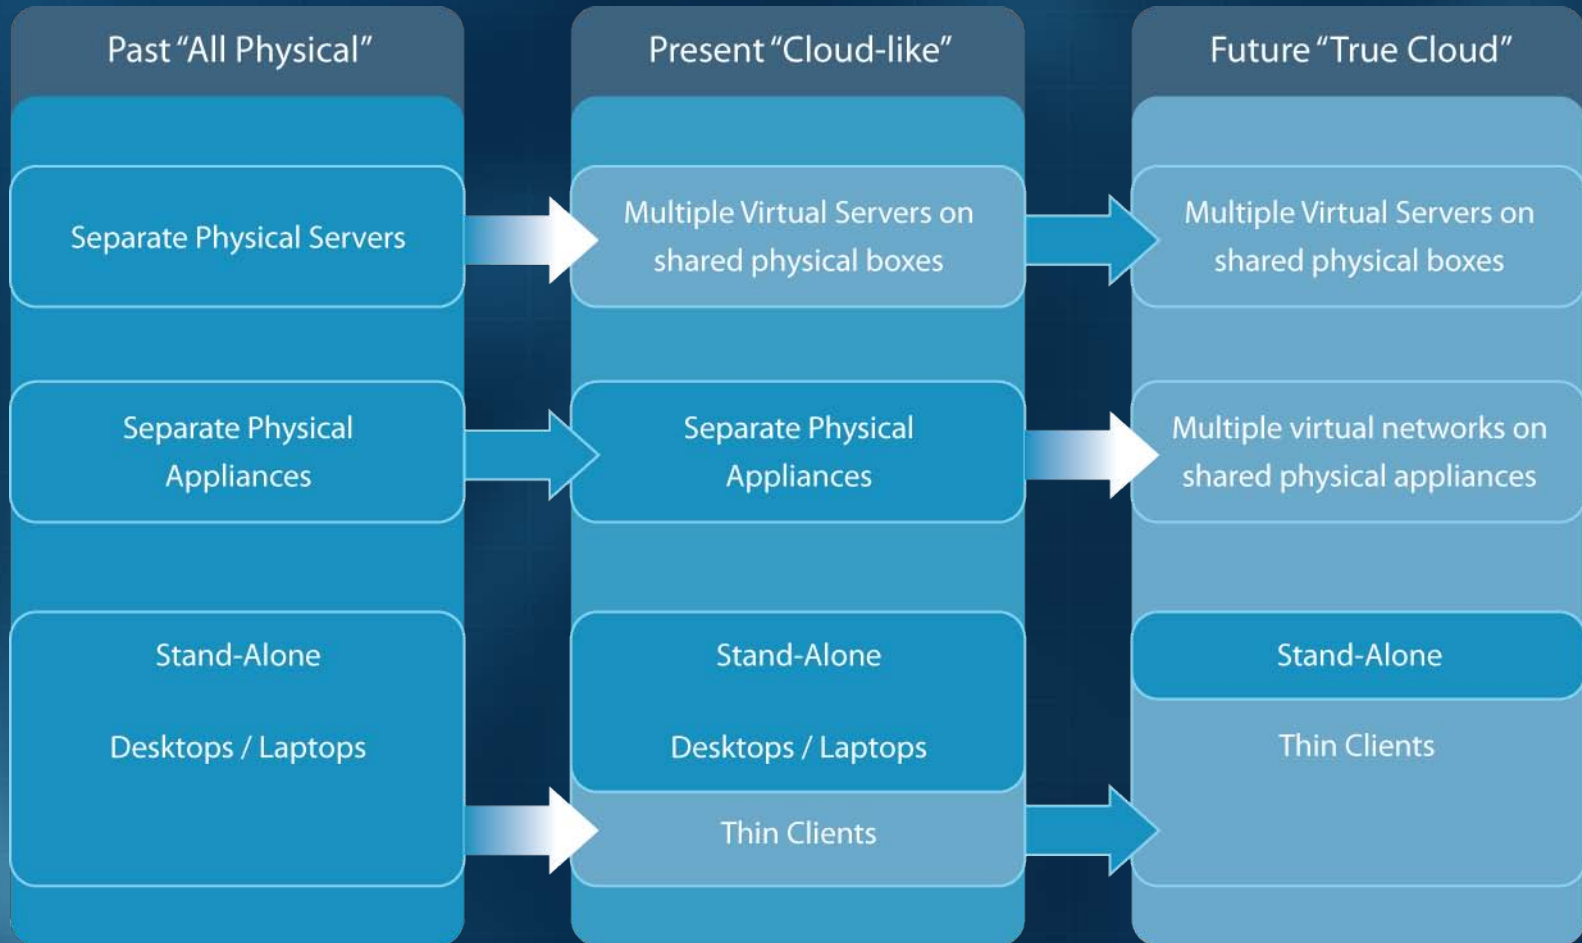 Past “All Physical”
Separate Physical Servers
Separate Physical
Appliances
Stand-Alone
Desktops / Laptops
Present “Cloud-like”
Multiple Virtual Servers on
shared physical boxes
Separate Physical
Appliances
Stand-Alone
Desktops / Laptops
Thin Clients
Future “True Cloud”
Multiple Virtual Servers on
shared physical boxes
Multiple virtual networks on
shared physical appliances
Stand-Alone
Thin Clients